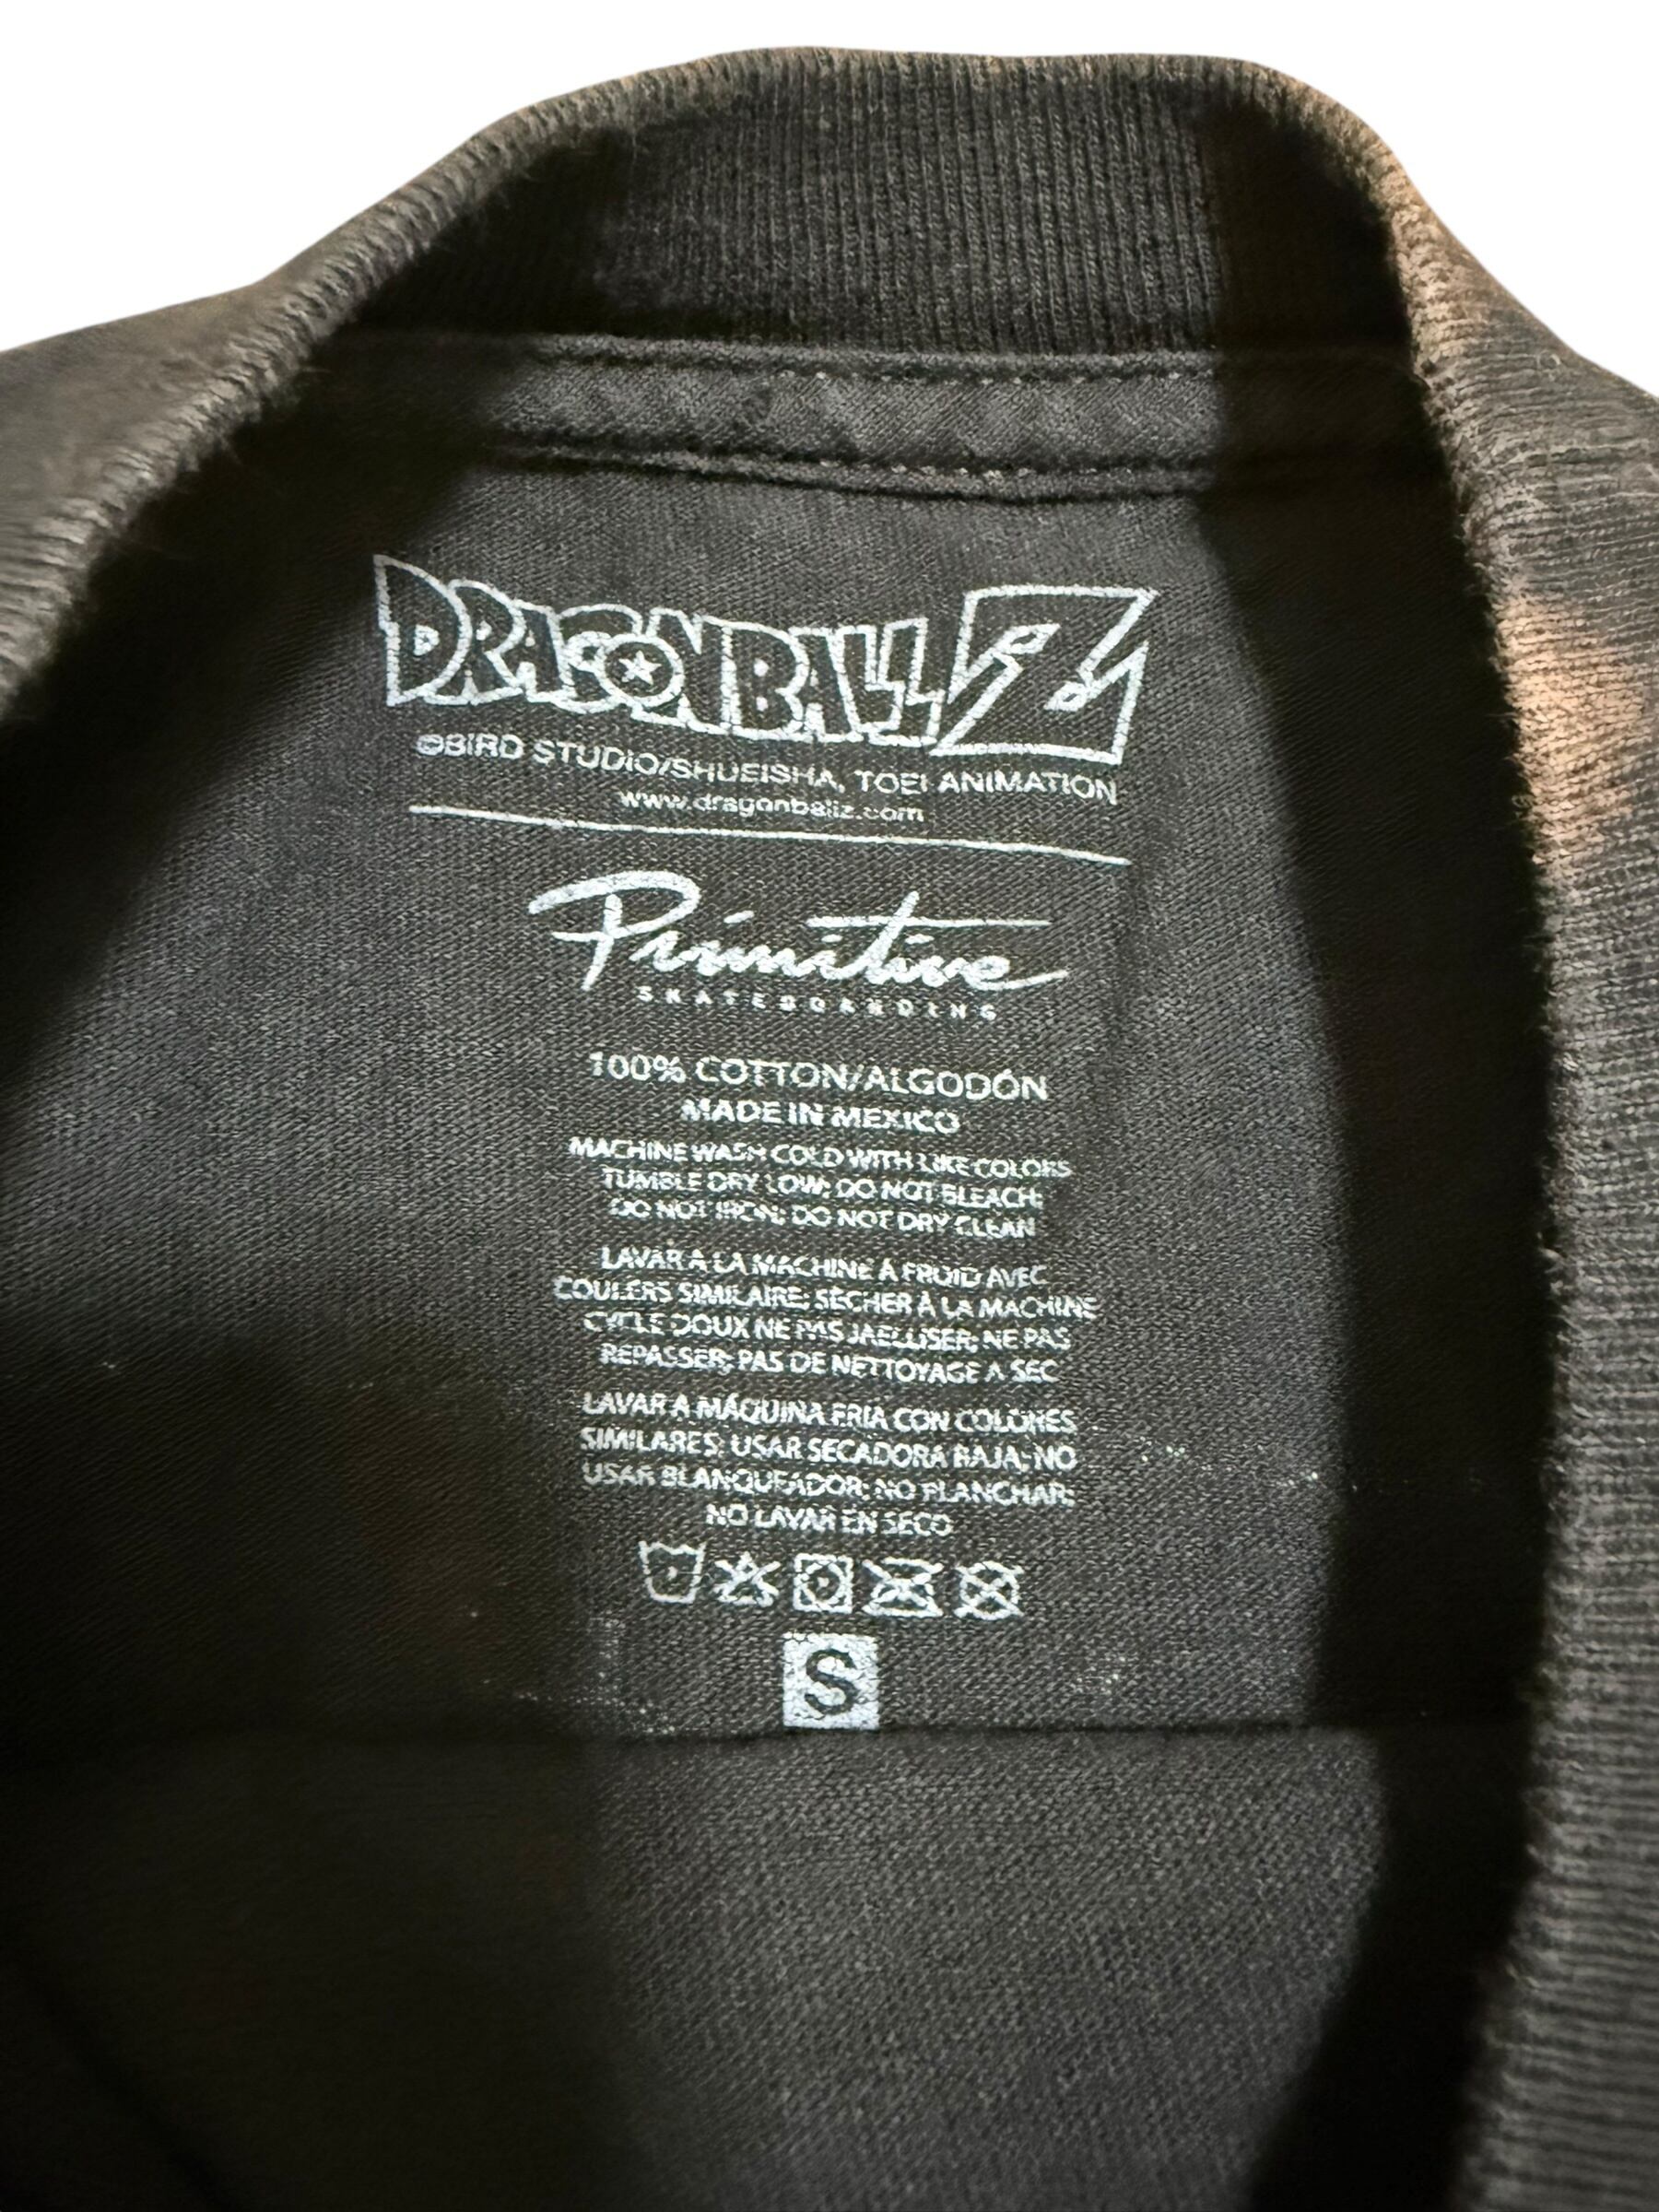 DRAGONBALL Z
©BIRD STUDIO/SHUEISHA, TOEI ANIMATION
www.dragonballz.com
Primitive
SKATEBOARDING
100% COTTON/ALGODÓN
MADE IN MEXICO
MACHINE WASH COLD WITH LIKE COLORS
TUMBLE DRY LOW; DO NOT BLEACH;
DO NOT IRON; DO NOT DRY CLEAN
LAVAR A LA MACHINE A FROID AVEC
COULERS SIMILAIRE; SECHER À LA MACHINE
CYCLE DOUX NE PAS JAELLISER; NE PAS
REPASSER; PAS DE NETTOYAGE A SEC
LAVAR A MÁQUINA FRIA CON COLORES
SIMILARES; USAR SECADORA BAJA; NO
USAR BLANQUEADOR; NO PLANCHAR;
NO LAVAR EN SECO
S